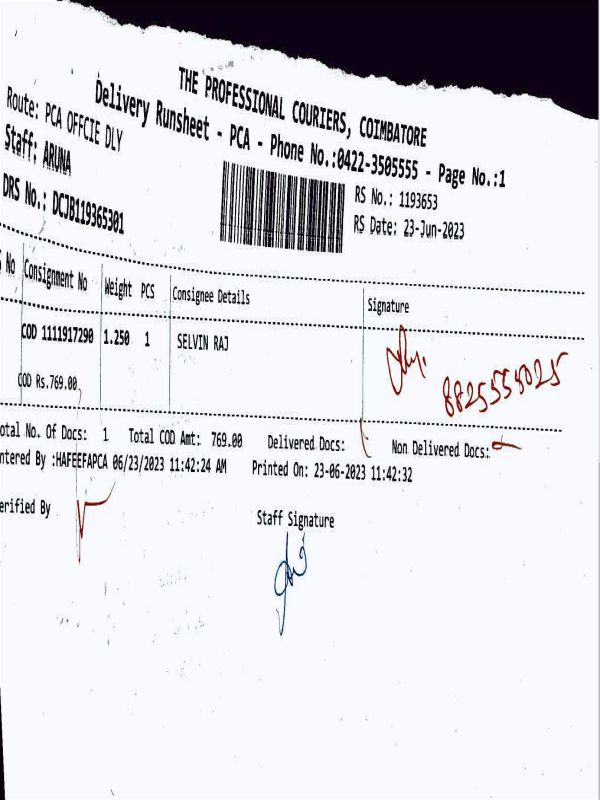 THE PROFESSIONAL COURIERS, COIMBATORE
Delivery Runsheet - PCA - Phone No.:0422-3505555 - Page No.:1
Route: PCA OFFCIE DLY
Staff: ARUNA
DRS No.: DCJB119365301
RS No.: 1193653
RS Date: 23-Jun-2023
No Consignment No Weight PCS Consignee Details Signature
COD 1111917290 1.250 1 SELVIN RAJ
8825555025
COD Rs.769.00
otal No. Of Docs: 1 Total COD Amt: 769.00 Delivered Docs: Non Delivered Docs:
ntered By :HAFEEFAPCA 06/23/2023 11:42:24 AM Printed On: 23-06-2023 11:42:32
erified By
Staff Signature